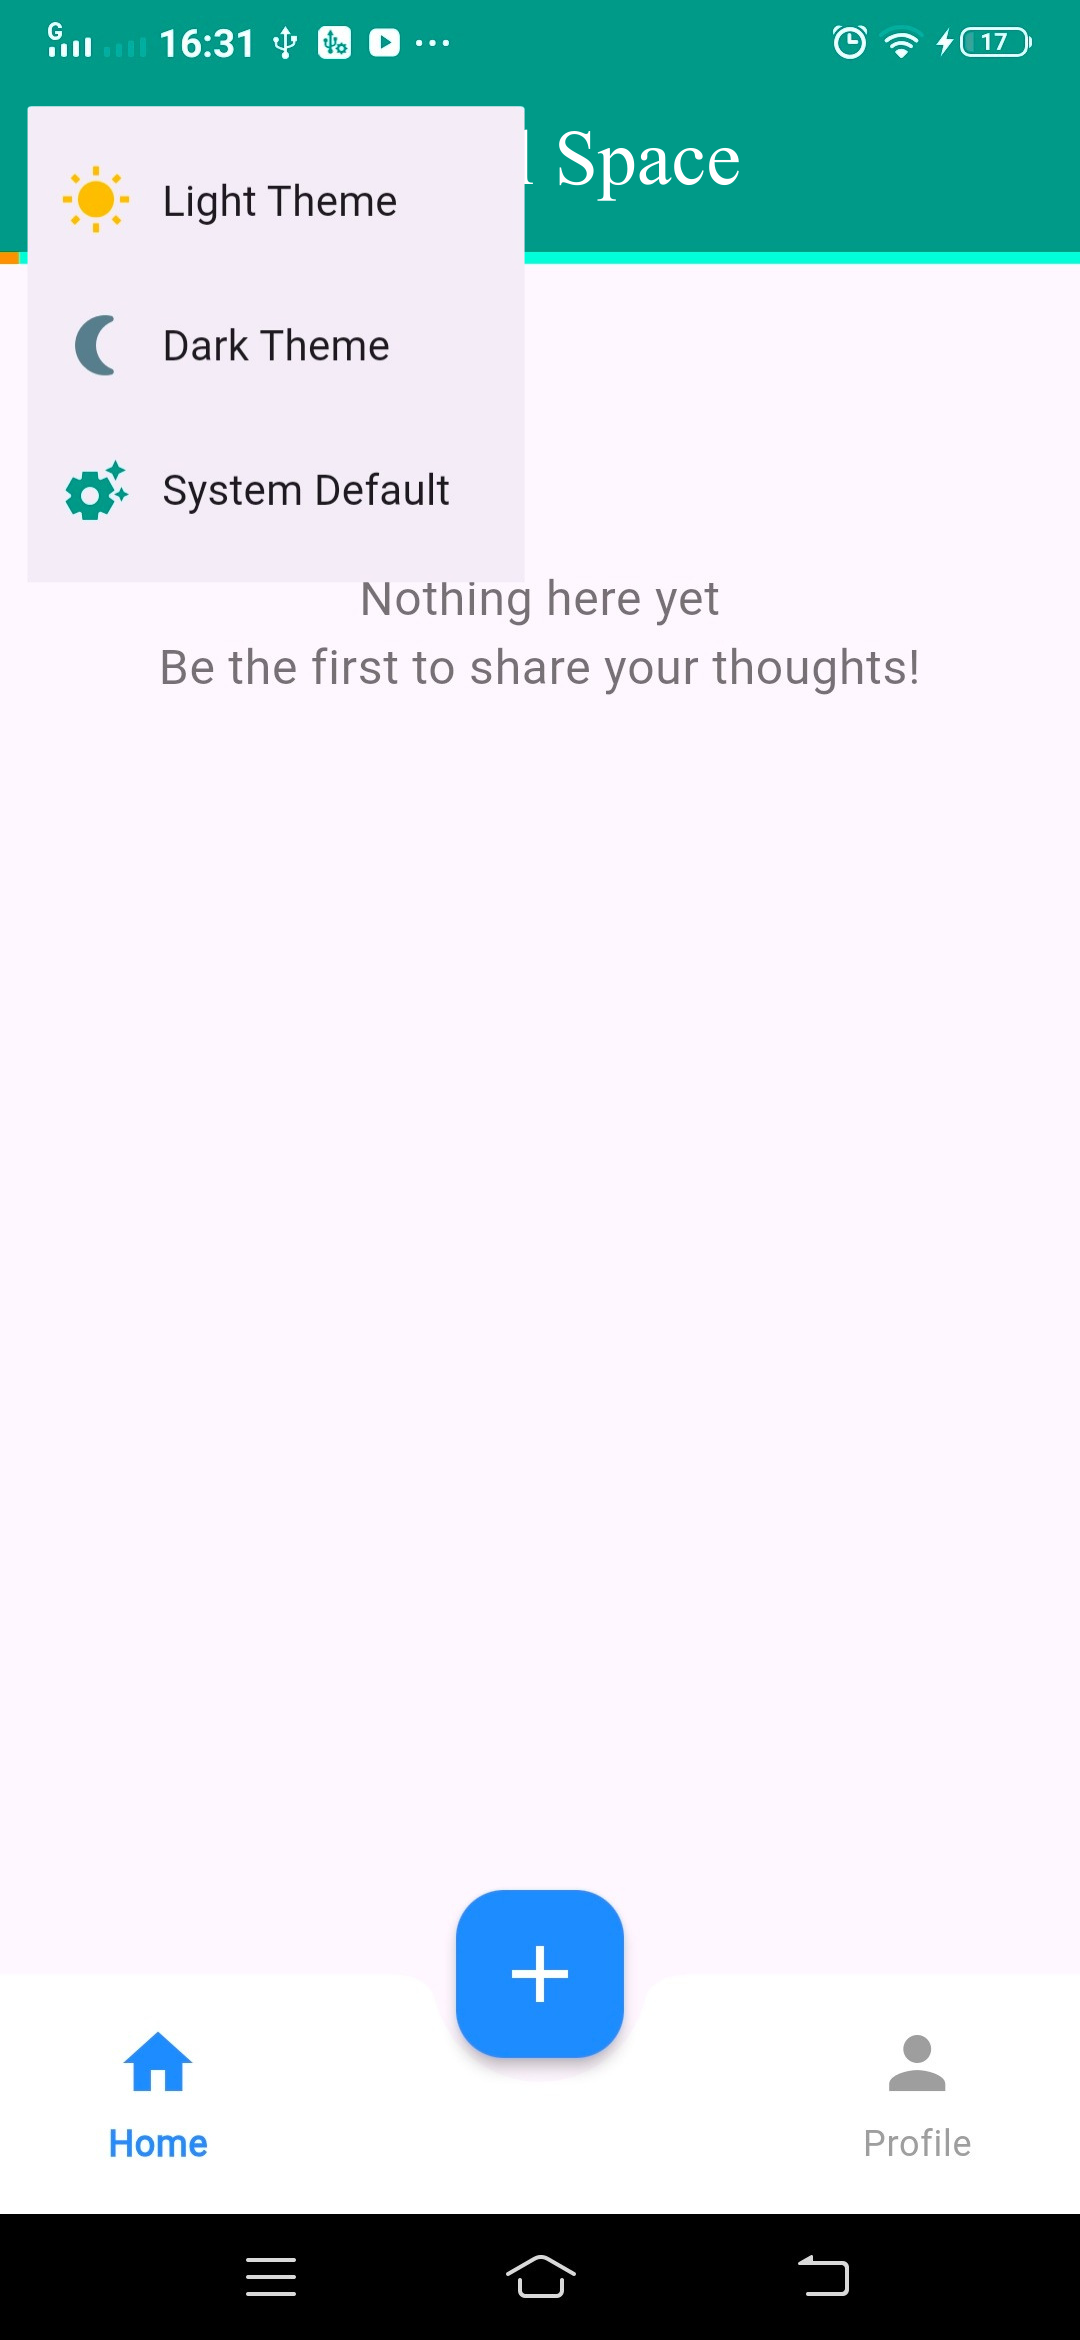 G
16:31
17
Space
Light Theme
Dark Theme
System Default
Nothing here yet
Be the first to share your thoughts!
Home
Profile